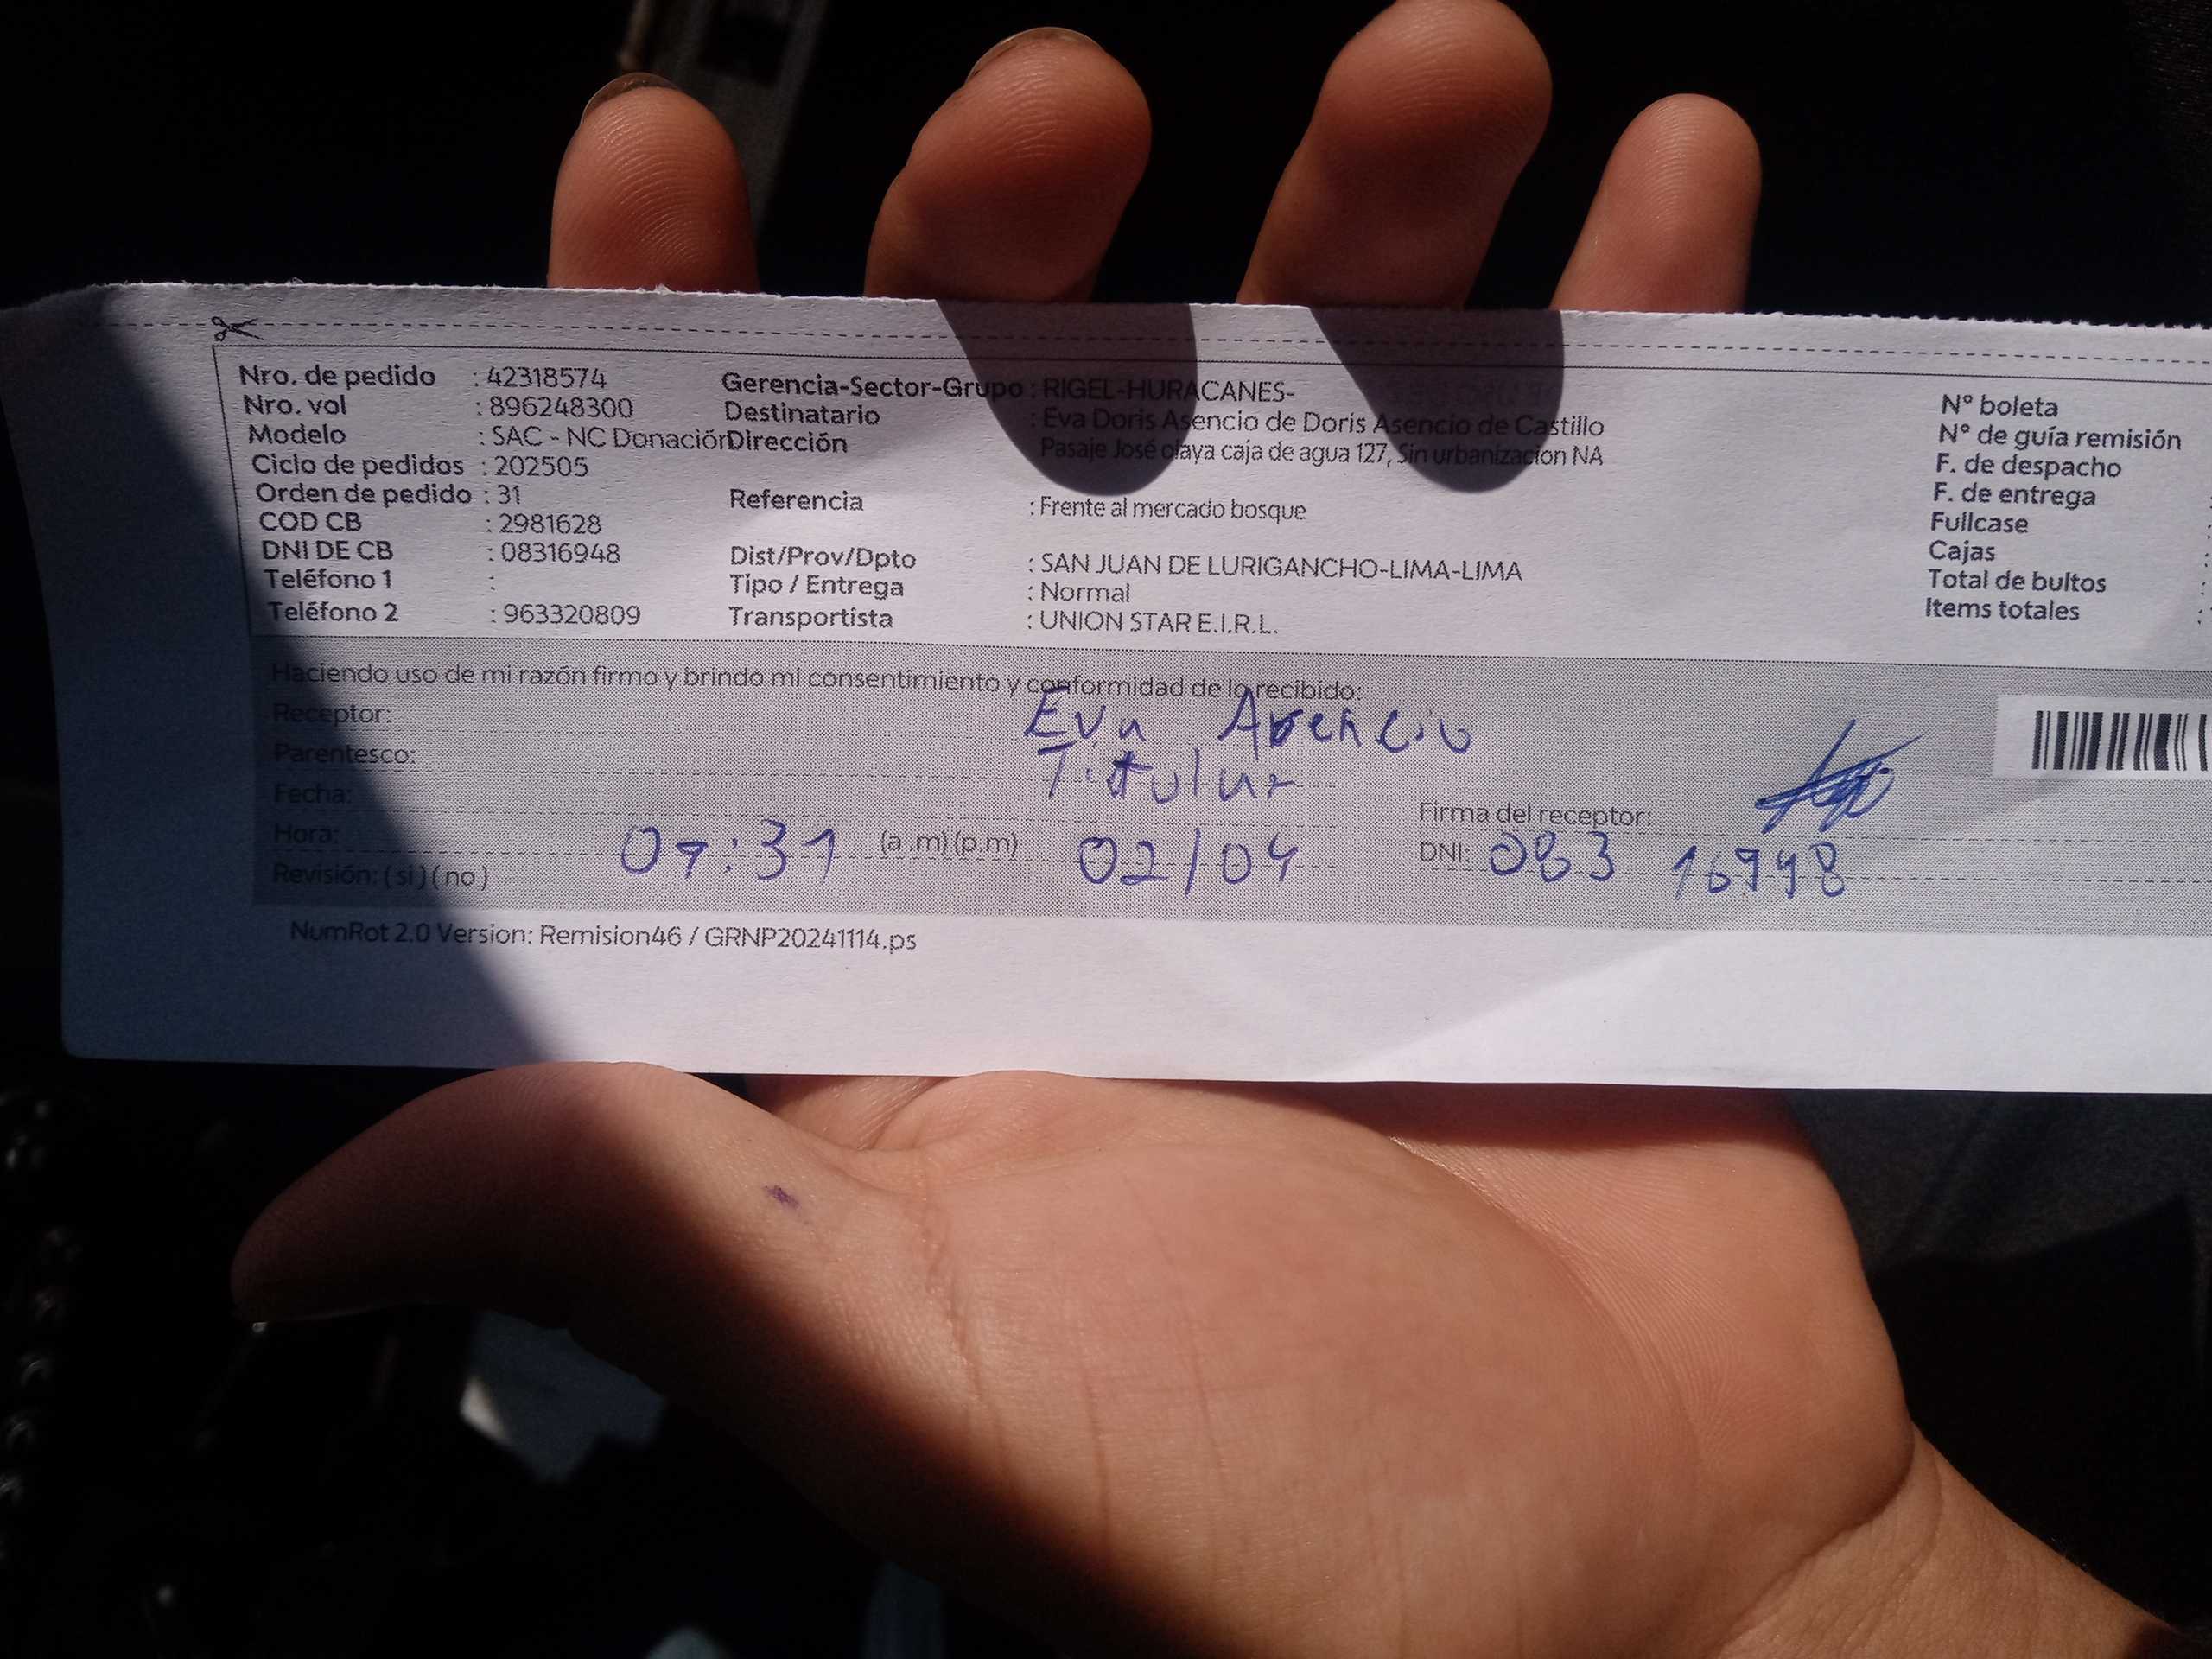 Nro. de pedido : 42318574
Nro. vol : 896248300
Modelo : SAC - NC Donación
Ciclo de pedidos : 202505
Orden de pedido : 31
COD CB : 2981628
DNI DE CB : 08316948
Teléfono 1 :
Teléfono 2 : 963320809
Gerencia-Sector-Grupo : RIGEL-HURACANES-
Destinatario : Eva Doris Asencio de Doris Asencio de Castillo
Dirección Pasaje José olaya caja de agua 127, Sin urbanizacion NA
Referencia : Frente al mercado bosque
Dist/Prov/Dpto : SAN JUAN DE LURIGANCHO-LIMA-LIMA
Tipo / Entrega : Normal
Transportista : UNION STAR E.I.R.L.
N° boleta
N° de guía remisión
F. de despacho
F. de entrega
Fullcase
Cajas
Total de bultos
Items totales
Haciendo uso de mi razón firmo y brindo mi consentimiento y conformidad de lo recibido:
Receptor: Eva Asencio
Parentesco: Titular
Fecha:
Firma del receptor:
Hora: 07:31 (a .m) (p.m) 02/04 DNI: 083 16948
Revisión: ( si ) ( no )
NumRot 2.0 Version: Remision46 / GRNP20241114.ps